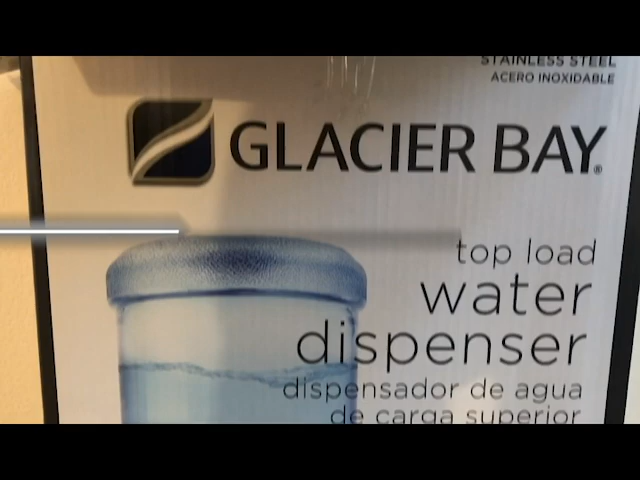 STAINLESS STEEL
ACERO INOXIDABLE
GLACIER BAY®
top load
water
dispenser
dispensador de agua
de carga superior